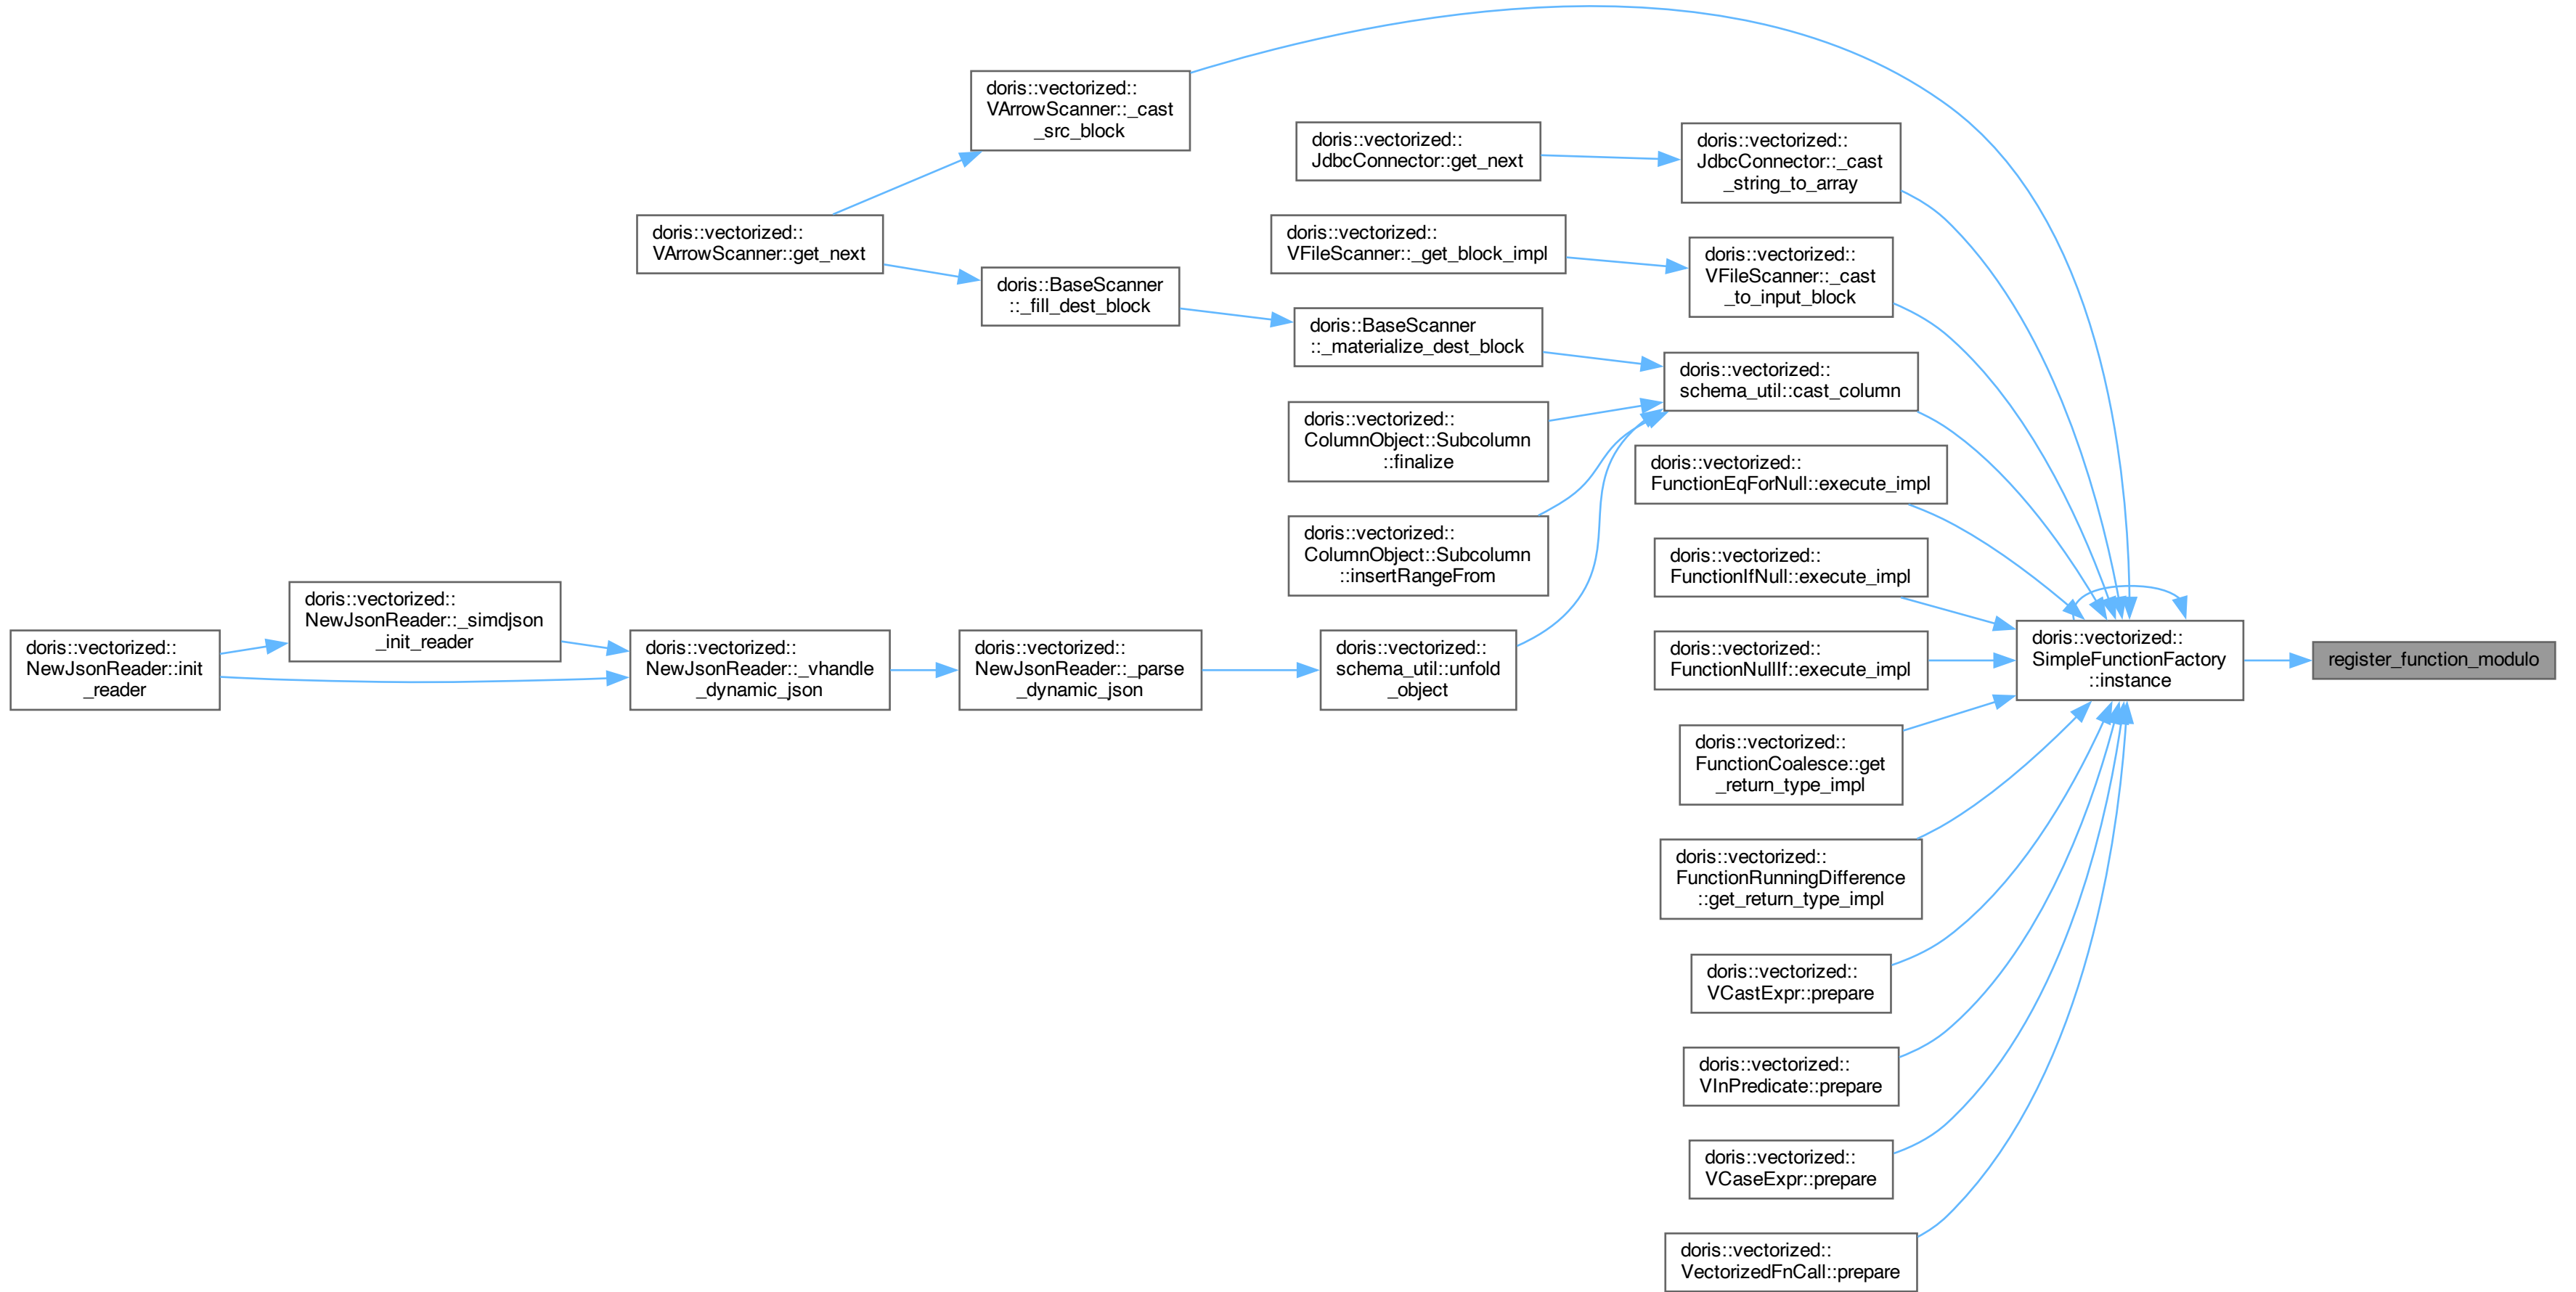 doris::vectorized::
VArrowScanner::_cast
_src_block
doris::vectorized::
JdbcConnector::get_next
doris::vectorized::
JdbcConnector::_cast
_string_to_array
doris::vectorized::
VArrowScanner::get_next
doris::vectorized::
VFileScanner::_get_block_impl
doris::vectorized::
VFileScanner::_cast
_to_input_block
doris::BaseScanner
::_fill_dest_block
doris::BaseScanner
::_materialize_dest_block
doris::vectorized::
schema_util::cast_column
doris::vectorized::
ColumnObject::Subcolumn
::finalize
doris::vectorized::
FunctionEqForNull::execute_impl
doris::vectorized::
ColumnObject::Subcolumn
::insertRangeFrom
doris::vectorized::
FunctionIfNull::execute_impl
doris::vectorized::
NewJsonReader::_simdjson
_init_reader
doris::vectorized::
NewJsonReader::init
_reader
doris::vectorized::
NewJsonReader::_vhandle
_dynamic_json
doris::vectorized::
NewJsonReader::_parse
_dynamic_json
doris::vectorized::
schema_util::unfold
_object
doris::vectorized::
FunctionNullIf::execute_impl
doris::vectorized::
SimpleFunctionFactory
::instance
register_function_modulo
doris::vectorized::
FunctionCoalesce::get
_return_type_impl
doris::vectorized::
FunctionRunningDifference
::get_return_type_impl
doris::vectorized::
VCastExpr::prepare
doris::vectorized::
VInPredicate::prepare
doris::vectorized::
VCaseExpr::prepare
doris::vectorized::
VectorizedFnCall::prepare